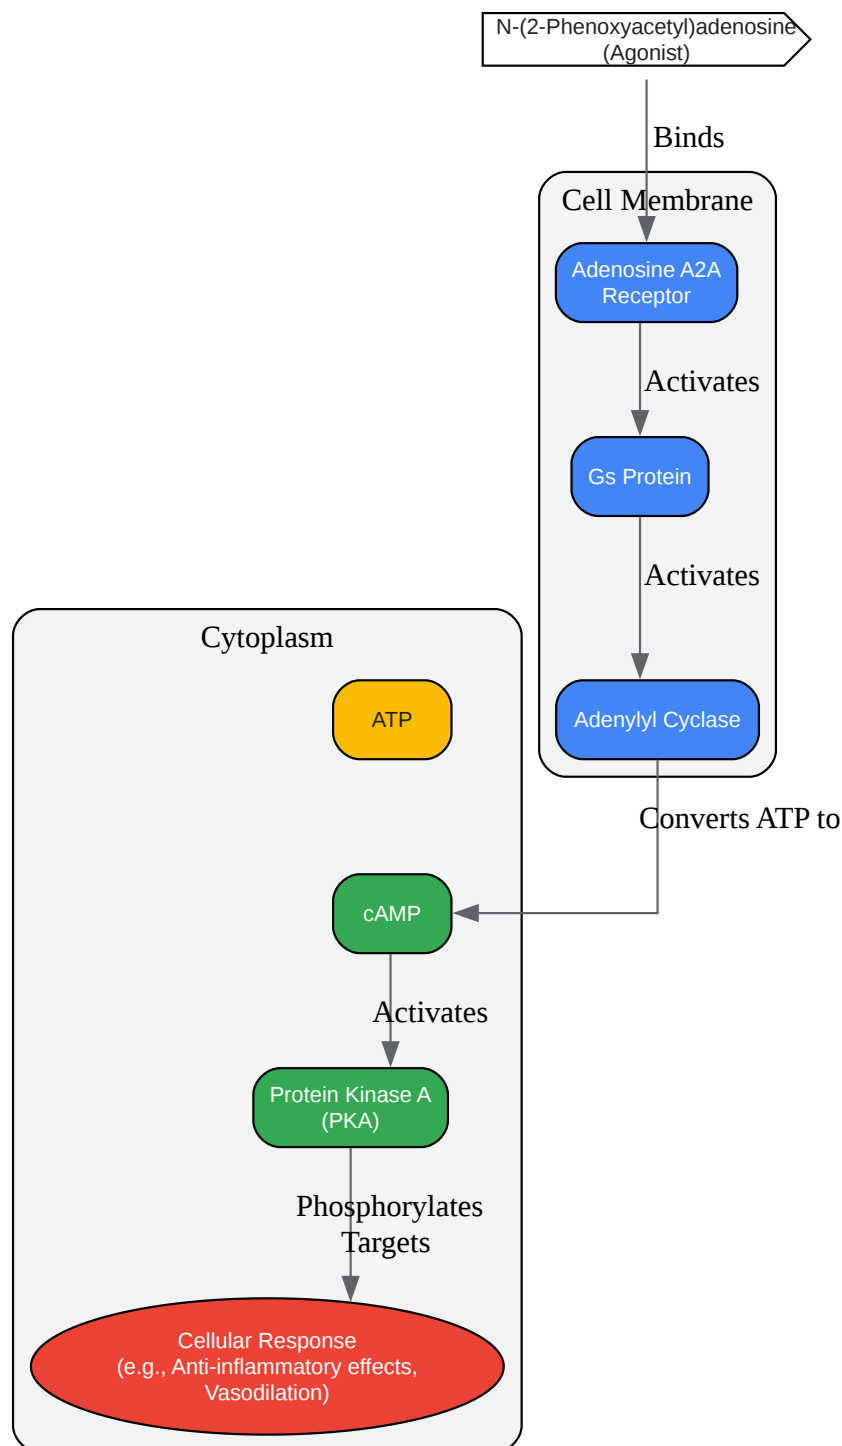 N-(2-Phenoxyacetyl)adenosine
(Agonist)
Binds
Cell Membrane
Adenosine A2A
Receptor
Activates
Gs Protein
Activates
Cytoplasm
ATP
Adenylyl Cyclase
Converts ATP to
cAMP
Activates
Protein Kinase A
(PKA)
Phosphorylates
Targets
Cellular Response
(e.g., Anti-inflammatory effects,
Vasodilation)